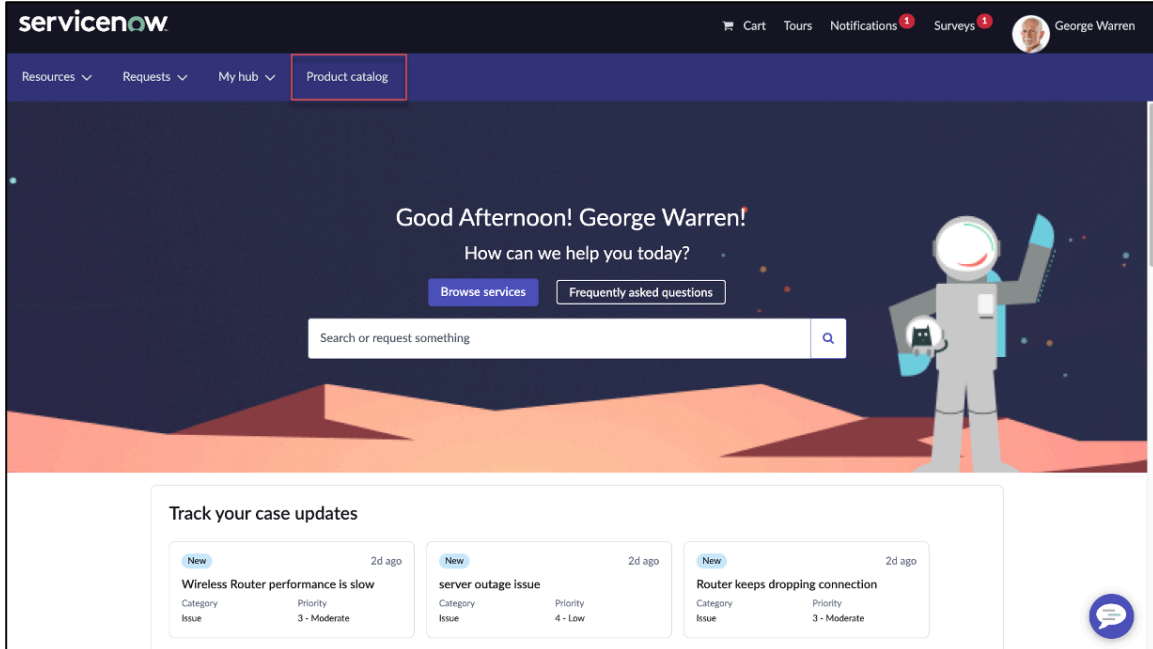 servicenow
Cart Tours Notifications 1 Surveys 1 George Warren
Resources Requests My hub Product catalog
Good Afternoon! George Warren!
How can we help you today?
Browse services Frequently asked questions
Search or request something
Track your case updates
New 2d ago New 2d ago New 2d ago
Wireless Router performance is slow server outage issue Router keeps dropping connection
Category Priority Category Priority Category Priority
Issue 3 - Moderate Issue 4 - Low Issue 3 - Moderate